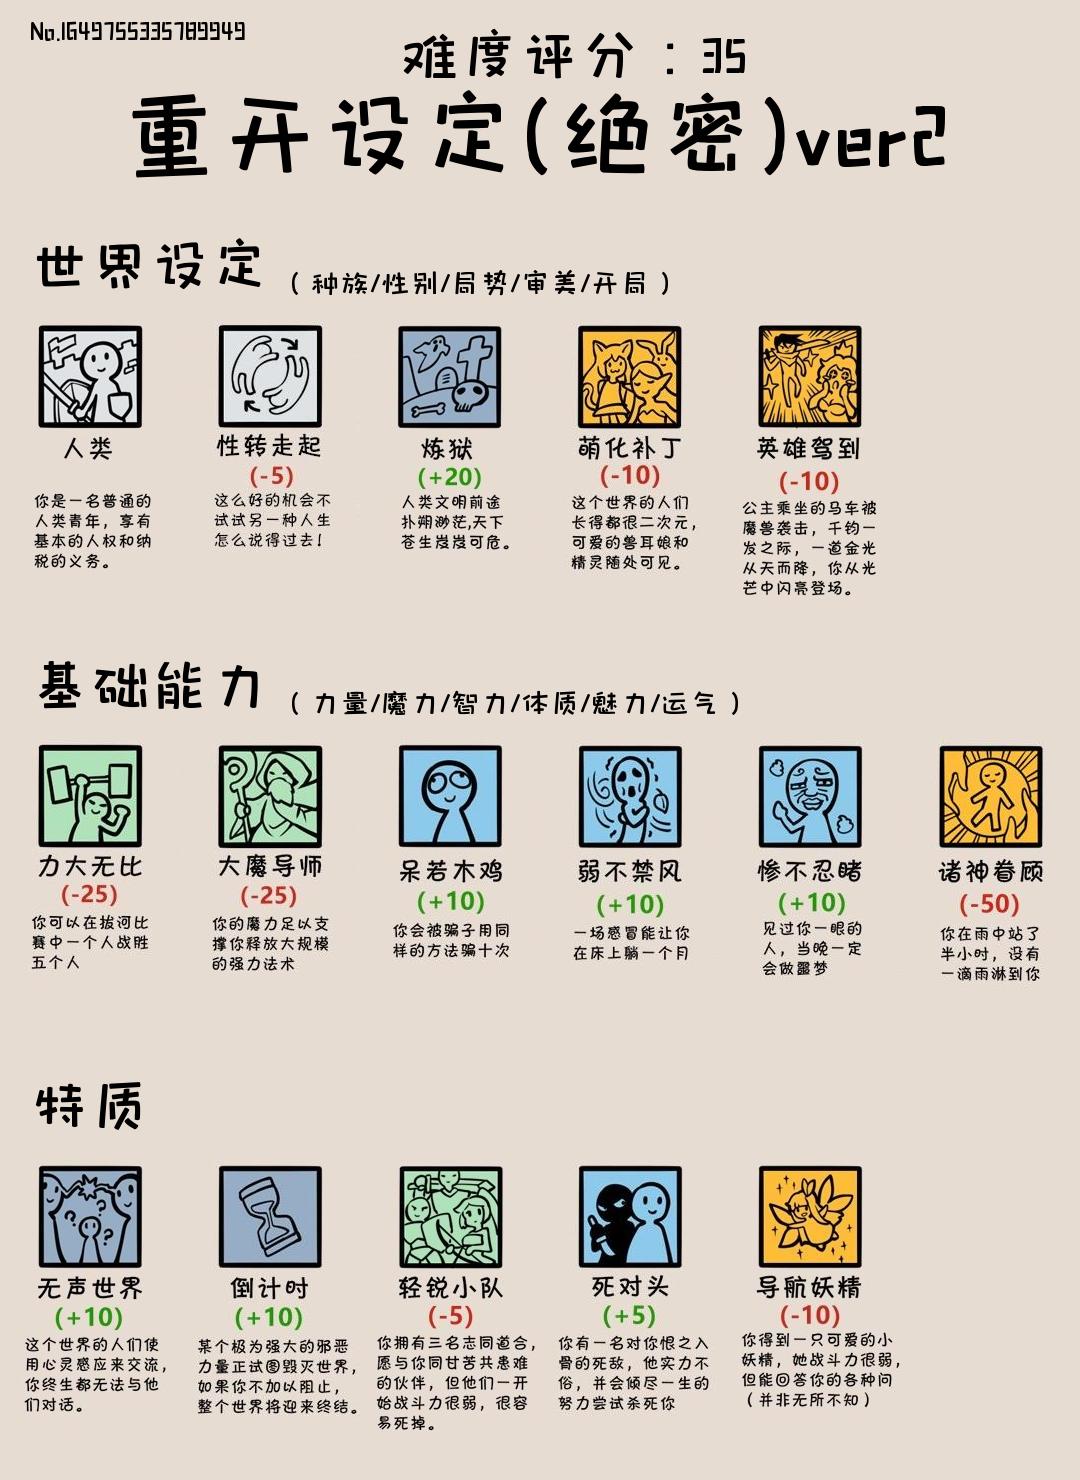 No.1649755335789949
难度评分：35
重开设定(绝密)ver2
世界设定（种族/性别/局势/审美/开局）
人类
你是一名普通的
人类青年，享有
基本的人权和纳
税的义务。
性转走起
(-5)
这么好的机会不
试试另一种人生
怎么说得过去！
炼狱
(+20)
人类文明前途
扑朔渺茫,天下
苍生岌岌可危。
萌化补丁
(-10)
这个世界的人们
长得都很二次元，
可爱的兽耳娘和
精灵随处可见。
英雄驾到
(-10)
公主乘坐的马车被
魔兽袭击，千钧一
发之际，一道金光
从天而降，你从光
芒中闪亮登场。
基础能力（力量/魔力/智力/体质/魅力/运气）
力大无比
(-25)
你可以在拔河比
赛中一个人战胜
五个人
大魔导师
(-25)
你的魔力足以支
撑你释放大规模
的强力法术
呆若木鸡
(+10)
你会被骗子用同
样的方法骗十次
弱不禁风
(+10)
一场感冒能让你
在床上躺一个月
惨不忍睹
(+10)
见过你一眼的
人，当晚一定
会做噩梦
诸神眷顾
(-50)
你在雨中站了
半小时，没有
一滴雨淋到你
特质
无声世界
(+10)
这个世界的人们使
用心灵感应来交流，
你终生都无法与他
们对话。
倒计时
(+10)
某个极为强大的邪恶
力量正试图毁灭世界，
如果你不加以阻止，
整个世界将迎来终结。
轻锐小队
(-5)
你拥有三名志同道合，
愿与你同甘苦共患难
的伙伴，但他们一开
始战斗力很弱，很容
易死掉。
死对头
(+5)
你有一名对你恨之入
骨的死敌，他实力不
俗，并会倾尽一生的
努力尝试杀死你
导航妖精
(-10)
你得到一只可爱的小
妖精，她战斗力很弱，
但能回答你的各种问
（并非无所不知）